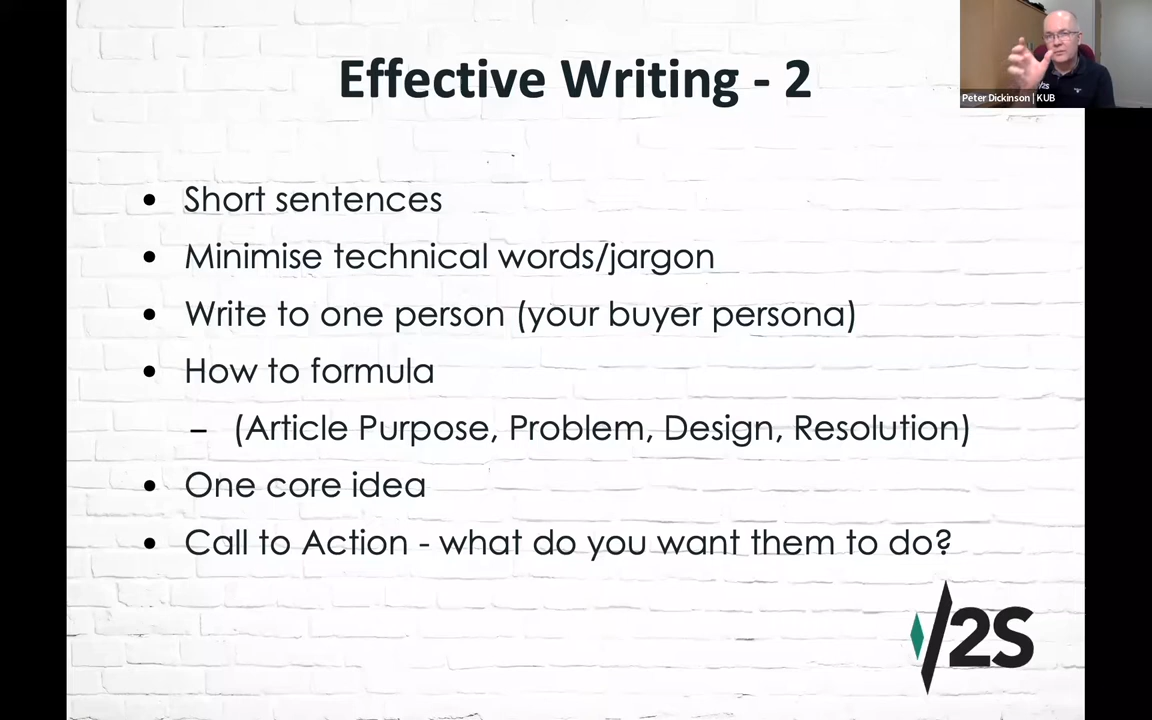 Effective Writing - 2
Peter Dickinson | KUB
• Short sentences
• Minimise technical words/jargon
• Write to one person (your buyer persona)
• How to formula
– (Article Purpose, Problem, Design, Resolution)
• One core idea
• Call to Action - what do you want them to do?
/2S